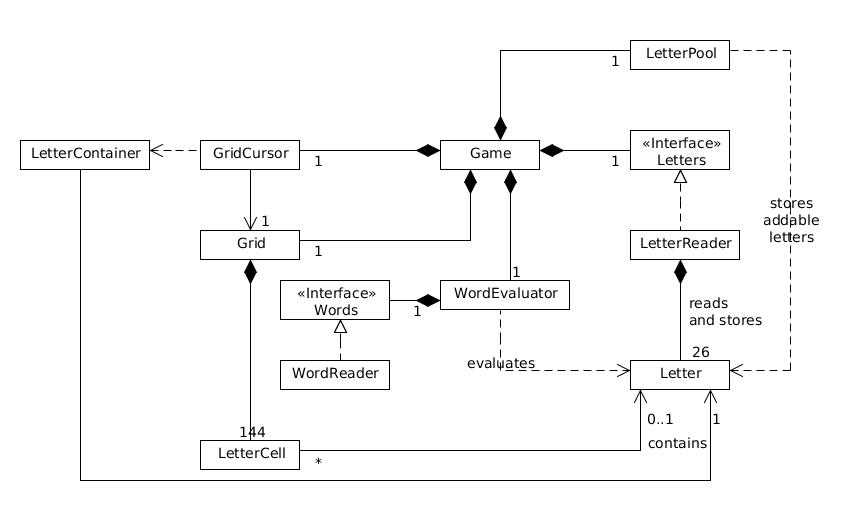 LetterPool
1
«Interface»
Letters
LetterContainer
GridCursor
Game
1
1
stores
addable
letters
1
Grid
LetterReader
1
1
«Interface»
Words
WordEvaluator
1
reads
and stores
26
evaluates
WordReader
Letter
0..1
1
144
contains
LetterCell
*